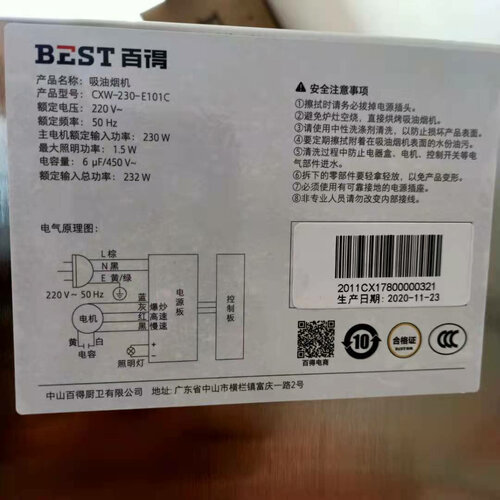 BEST 百得
产品名称: 吸油烟机
产品型号: CXW-230-E101C
额定电压: 220 V~
额定频率: 50 Hz
主电机额定输入功率: 230 W
最大照明功率: 1.5 W
电容量: 6 μF/450 V~
额定输入总功率: 232 W
安全注意事项
①擦拭时请务必拔掉电源插头。
②避免炉灶空烧，直接烘烤吸油烟机。
③请使用中性洗涤剂清洗，以防止损坏产品表面。
④要定期擦拭附着在吸油烟机表面的水份油污。
⑤清洗过程中防止电器盒、电机、控制开关等电
气部件进水。
⑥拆下的零部件要轻拿轻放，以免产品变形。
⑦必须使用有可靠接地的电源插座。
⑧非专业人员请勿改变内部接线。
电气原理图:
L 棕
N 黑
E 黄/绿
220 V~ 50 Hz
蓝
灰 爆炒
红 高速
黑 慢速
电机
黄 白
电容
照明灯
+
-
电源板
控制板
2011CX17800000321
生产日期: 2020-11-23
百得电商
10
合格证
CCC
中山百得厨卫有限公司 地址: 广东省中山市横栏镇富庆一路2号